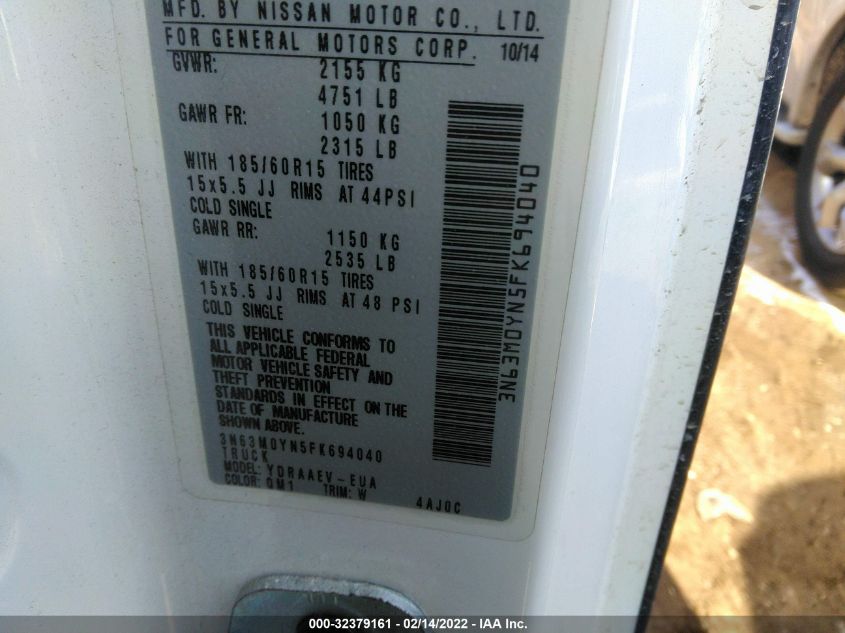 MFD. BY NISSAN MOTOR CO., LTD.
FOR GENERAL MOTORS CORP. 10/14
GVWR: 2155 KG
4751 LB
GAWR FR: 1050 KG
2315 LB
WITH 185/60R15 TIRES
15x5.5 JJ RIMS AT 44PSI
COLD SINGLE
GAWR RR: 1150 KG
2535 LB
WITH 185/60R15 TIRES
15x5.5 JJ RIMS AT 48 PSI
COLD SINGLE
THIS VEHICLE CONFORMS TO
ALL APPLICABLE FEDERAL
MOTOR VEHICLE SAFETY AND
THEFT PREVENTION
STANDARDS IN EFFECT ON THE
DATE OF MANUFACTURE
SHOWN ABOVE.
3N63M0YN5FK694040
TRUCK
MODEL: YDRAAEV-EUA
COLOR: QM1 TRIM: W 4AJ0C
3N63M0YN5FK694040
000-32379161 - 02/14/2022 - IAA Inc.